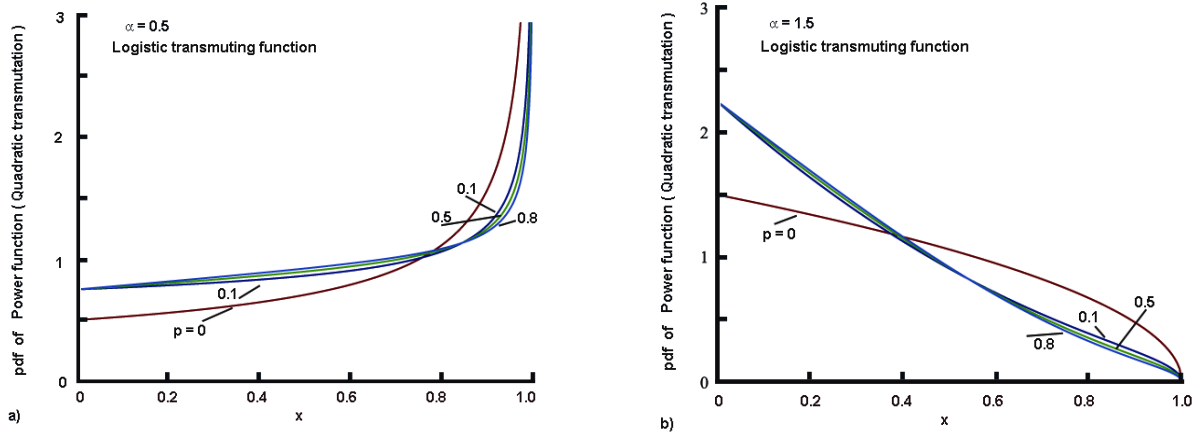 α = 0.5
Logistic transmuting function
pdf of Power function ( Quadratic transmutation )
3
2
1
0
0.1
0.5
0.8
0.1
p = 0
0
0.2
0.4
0.6
0.8
1.0
x
a)
α = 1.5
Logistic transmuting function
pdf of Power function ( Quadratic transmutation )
3
2
1
0
p = 0
0.5
0.1
0.8
0
0.2
0.4
0.6
0.8
1.0
x
b)